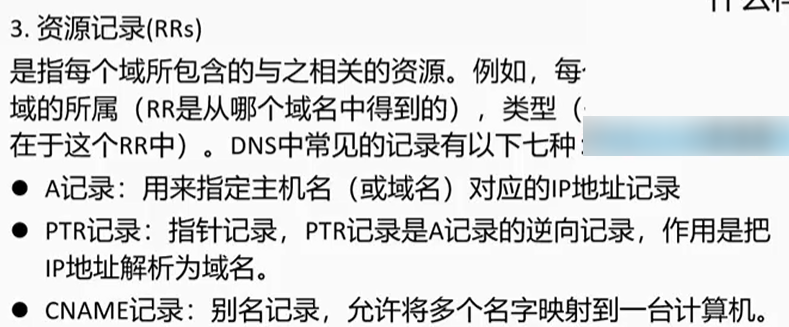 什么
3. 资源记录(RRs)
是指每个域所包含的与之相关的资源。例如，每
域的所属（RR是从哪个域名中得到的），类型（
在于这个RR中）。DNS中常见的记录有以下七种：
● A记录：用来指定主机名（或域名）对应的IP地址记录
● PTR记录：指针记录，PTR记录是A记录的逆向记录，作用是把
IP地址解析为域名。
● CNAME记录：别名记录，允许将多个名字映射到一台计算机。